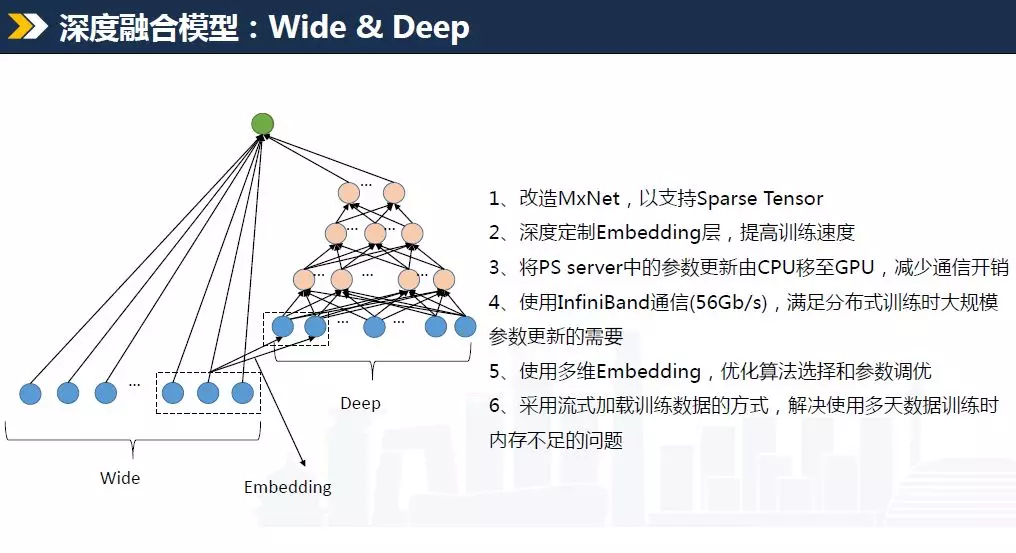 深度融合模型：Wide & Deep
1、改造MxNet，以支持Sparse Tensor
2、深度定制Embedding层，提高训练速度
3、将PS server中的参数更新由CPU移至GPU，减少通信开销
4、使用InfiniBand通信(56Gb/s)，满足分布式训练时大规模
参数更新的需要
5、使用多维Embedding，优化算法选择和参数调优
6、采用流式加载训练数据的方式，解决使用多天数据训练时
内存不足的问题
...
...
...
...
...
...
...
...
Deep
Wide
Embedding